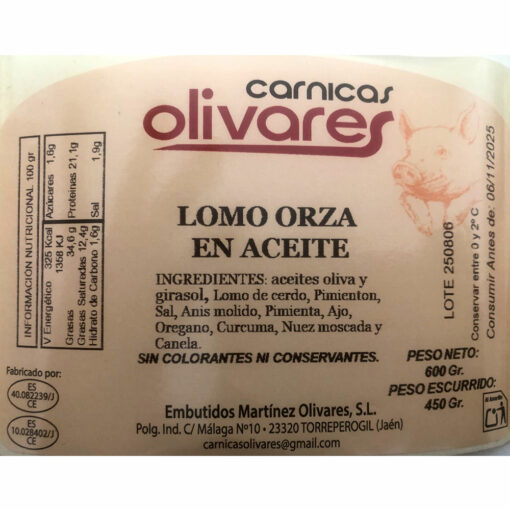 carnicas
olivares
LOMO ORZA
EN ACEITE
INGREDIENTES: aceites oliva y
girasol, Lomo de cerdo, Pimenton,
Sal, Anis molido, Pimienta, Ajo,
Oregano, Curcuma, Nuez moscada y
Canela.
SIN COLORANTES NI CONSERVANTES.
INFORMACION NUTRICIONAL 100 gr
V Energético 325 Kcal
1358 KJ
Grasas 34,6 g
Grasas Saturadas 12,4g
Hidrato de Carbono 1,6g
Azúcares 1,6g
Proteinas 21,1g
Sal 1,9g
LOTE 250806
Conservar entre 0 y 2º C
Consumir Antes de: 06/11/2025
PESO NETO:
600 Gr.
PESO ESCURRIDO:
450 Gr.
Fabricado por:
ES
40.082239/J
CE
ES
10.028402/J
CE
Embutidos Martínez Olivares, S.L.
Polg. Ind. C/ Málaga Nº10 • 23320 TORREPEROGIL (Jaén)
carnicasolivares@gmail.com